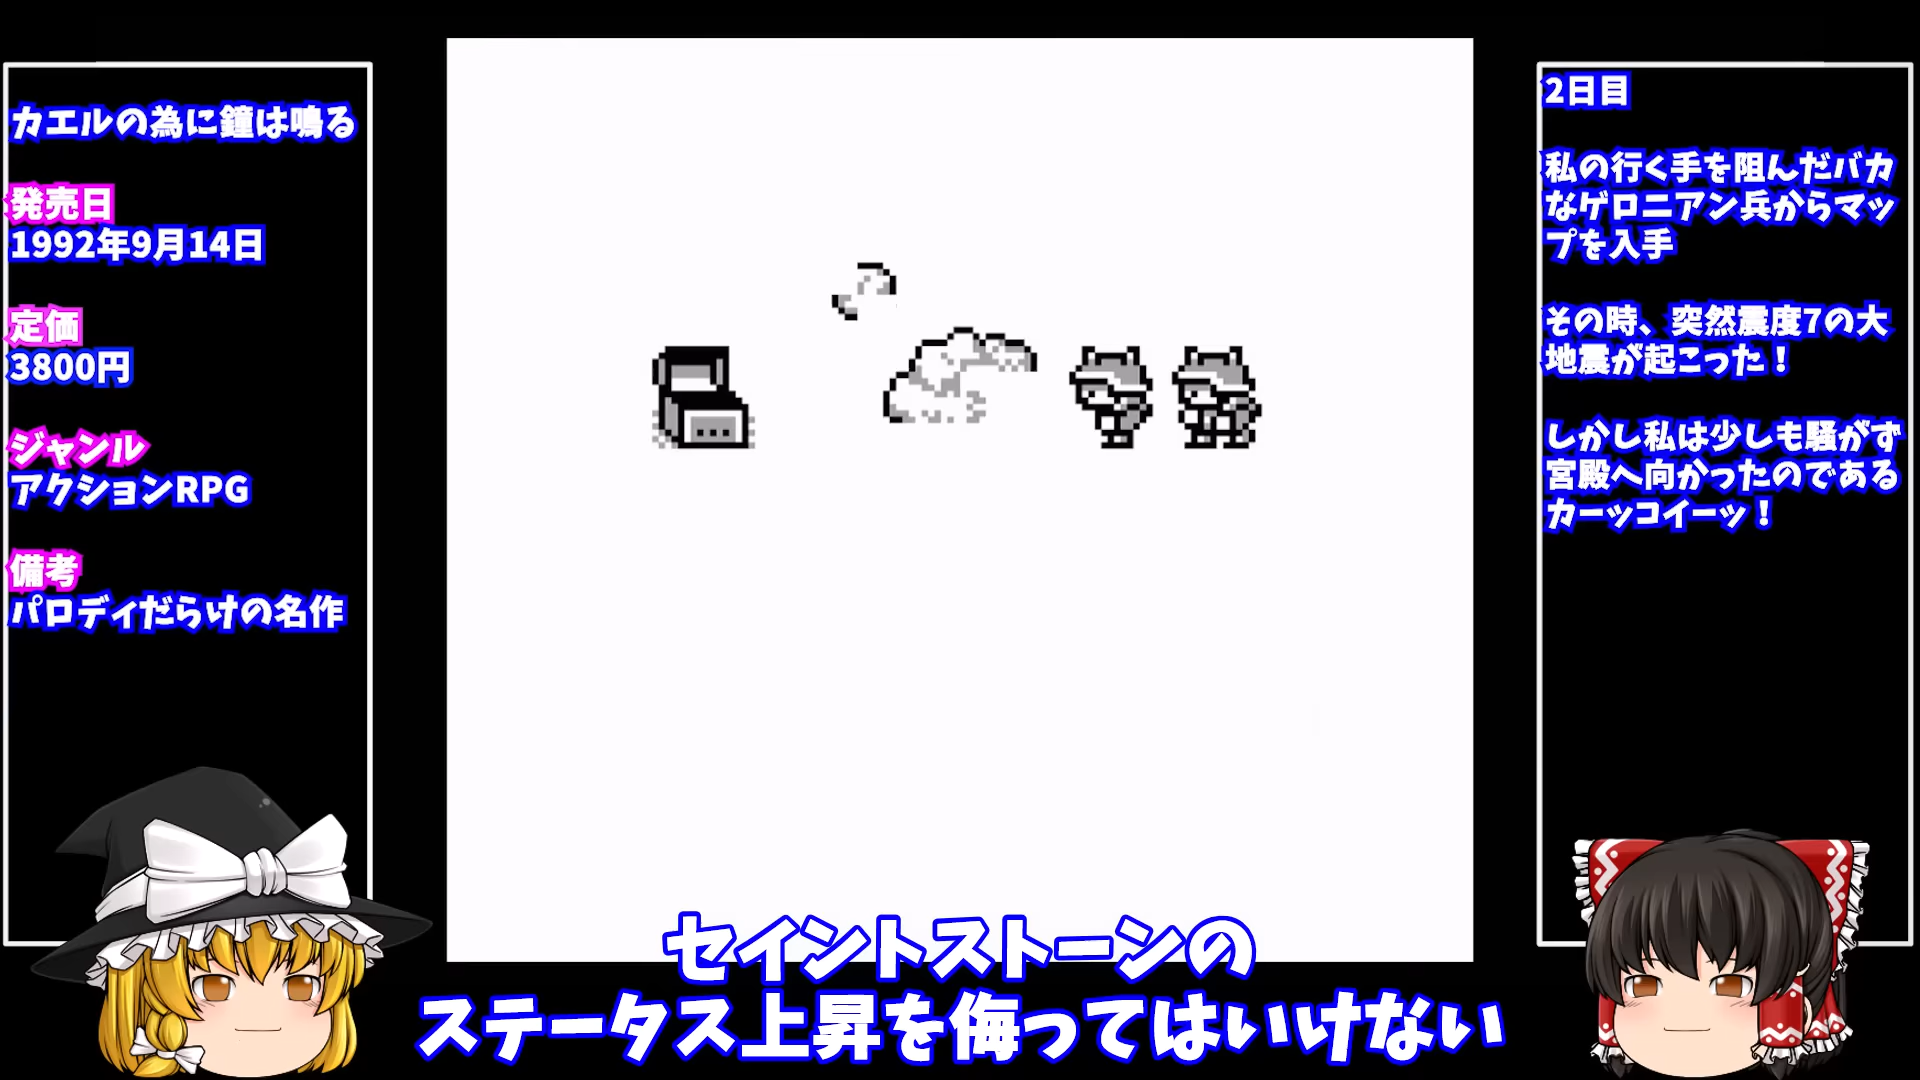 カエルの為に鐘は鳴る
発売日
1992年9月14日
定価
3800円
ジャンル
アクションRPG
備考
パロディだらけの名作
2日目
私の行く手を阻んだバカ
なゲロニアン兵からマッ
プを入手
その時、突然震度7の大
地震が起こった！
しかし私は少しも騒がず
宮殿へ向かったのである
カーッコイーッ！
セイントストーンの
ステータス上昇を侮ってはいけない